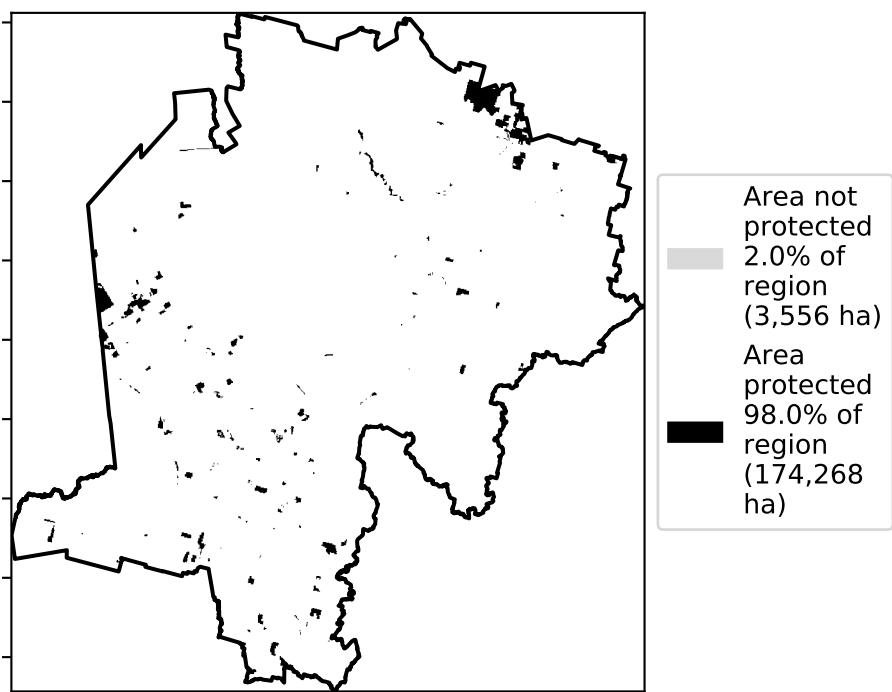 Area not
protected
2.0% of
region
(3,556 ha)
Area
protected
98.0% of
region
(174,268
ha)